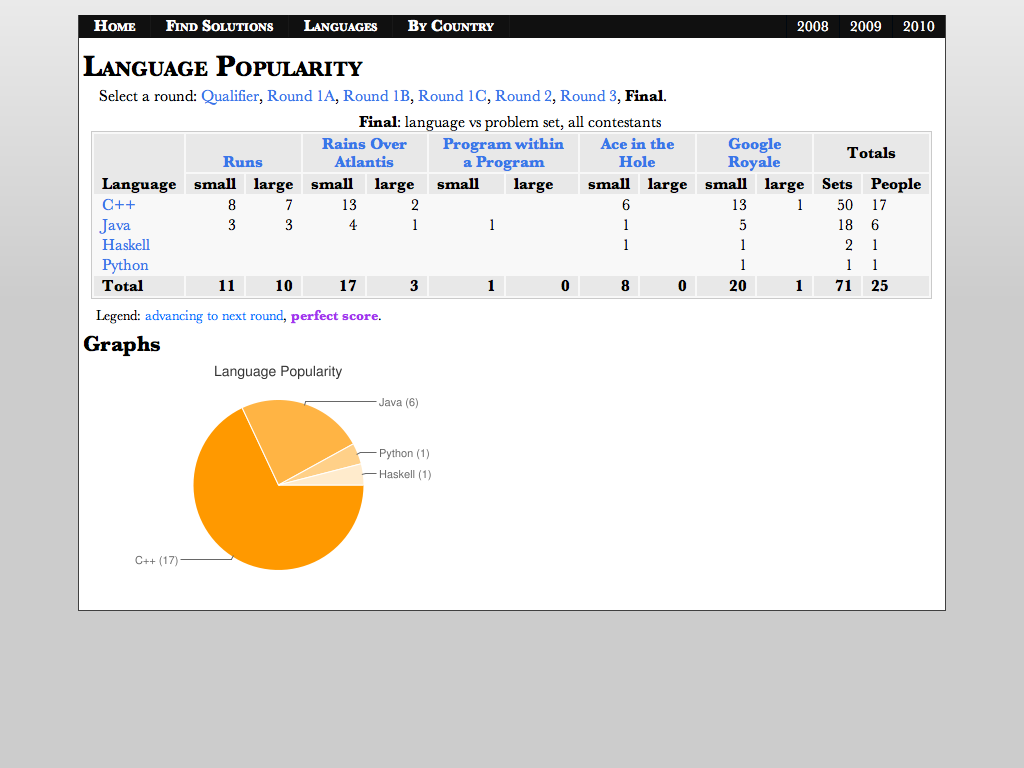 HOME FIND SOLUTIONS LANGUAGES BY COUNTRY 2008 2009 2010
LANGUAGE POPULARITY
Select a round: Qualifier, Round 1A, Round 1B, Round 1C, Round 2, Round 3, Final.
Final: language vs problem set, all contestants
Language Runs Rains Over Atlantis Program within a Program Ace in the Hole Google Royale Totals
small large small large small large small large small large Sets People
C++ 8 7 13 2 6 13 1 50 17
Java 3 3 4 1 1 1 5 18 6
Haskell 1 1 2 1
Python 1 1 1
Total 11 10 17 3 1 0 8 0 20 1 71 25
Legend: advancing to next round, perfect score.
Graphs
Language Popularity
Java (6)
Python (1)
Haskell (1)
C++ (17)